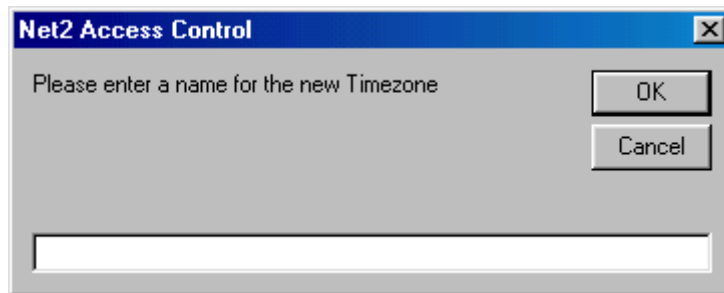 Net2 Access Control
Please enter a name for the new Timezone
OK
Cancel